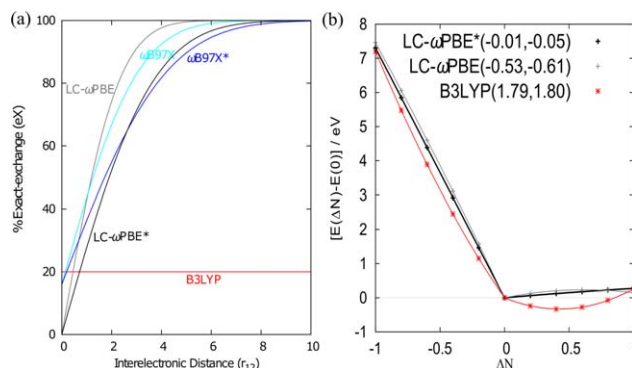 (a)
100
80
60
40
20
0
%Exact-exchange (eX)
LC-ωPBE
ωB97X
ωB97X*
LC-ωPBE*
B3LYP
0 2 4 6 8 10
Interelectronic Distance (r12)
(b)
8
7
6
5
4
3
2
1
0
-1
[E(ΔN)-E(0)] / eV
LC-ωPBE*(-0.01,-0.05)
LC-ωPBE(-0.53,-0.61)
B3LYP(1.79,1.80)
-1 -0.5 0 0.5
ΔN